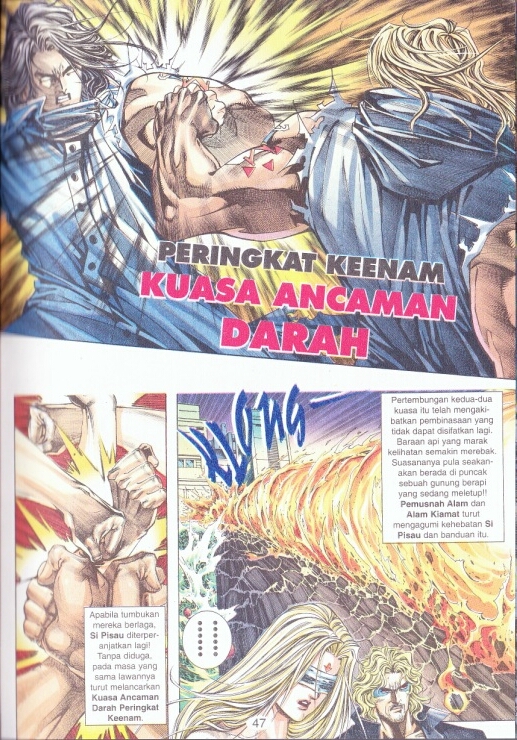 PERINGKAT KEENAM
KUASA ANCAMAN
DARAH
KLONG
Pertembungan kedua-dua
kuasa itu telah mengaki-
batkan pembinasaan yang
tidak dapat disifatkan lagi.
Baraan api yang marak
kelihatan semakin merebak.
Suasananya pula seakan-
akan berada di puncak
sebuah gunung berapi
yang sedang meletup!!
Pemusnah Alam dan
Alam Kiamat turut
mengagumi kehebatan Si
Pisau dan banduan itu.
Apabila tumbukan
mereka berlaga,
Si Pisau diterper-
anjatkan lagi!
Tanpa diduga,
pada masa yang
sama lawannya
turut melancarkan
Kuasa Ancaman
Darah Peringkat
Keenam.
47